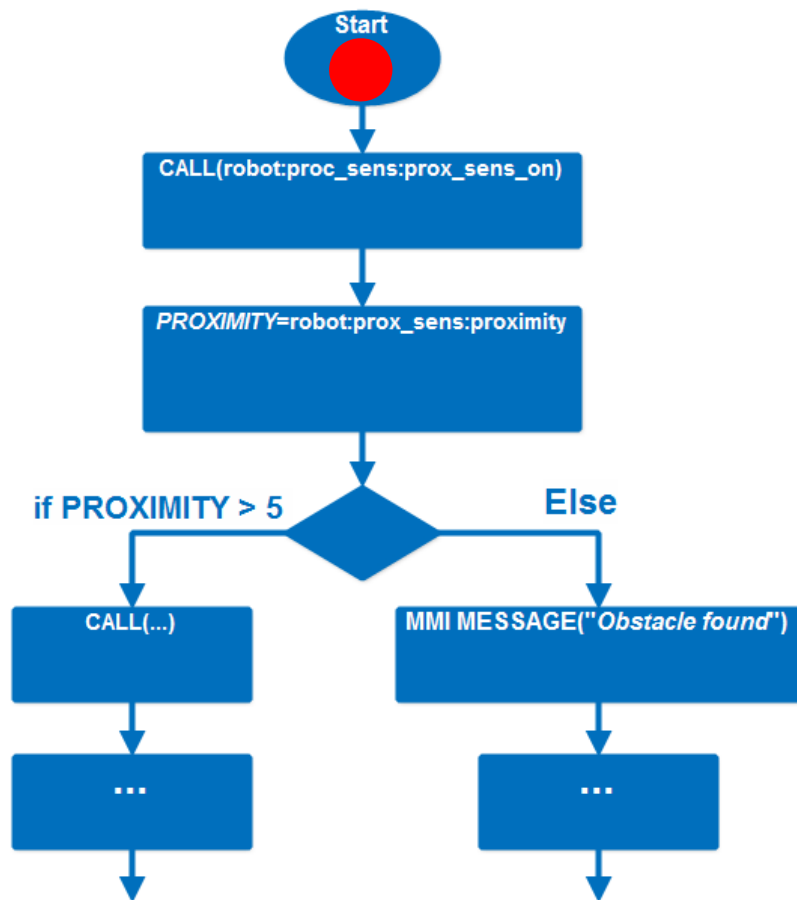 Start
CALL(robot:proc_sens:prox_sens_on)
PROXIMITY=robot:prox_sens:proximity
if PROXIMITY > 5
Else
CALL(...)
MMI MESSAGE("Obstacle found")
...
...